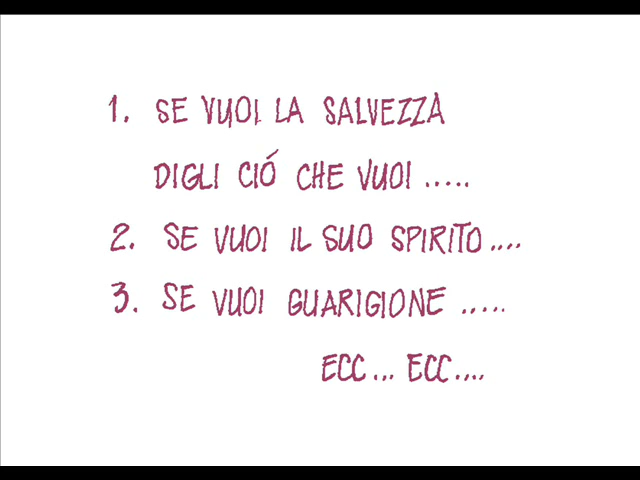 1. SE VUOI LA SALVEZZA
DIGLI CIÓ CHE VUOI .....
2. SE VUOI IL SUO SPIRITO....
3. SE VUOI GUARIGIONE .....
ECC... ECC....